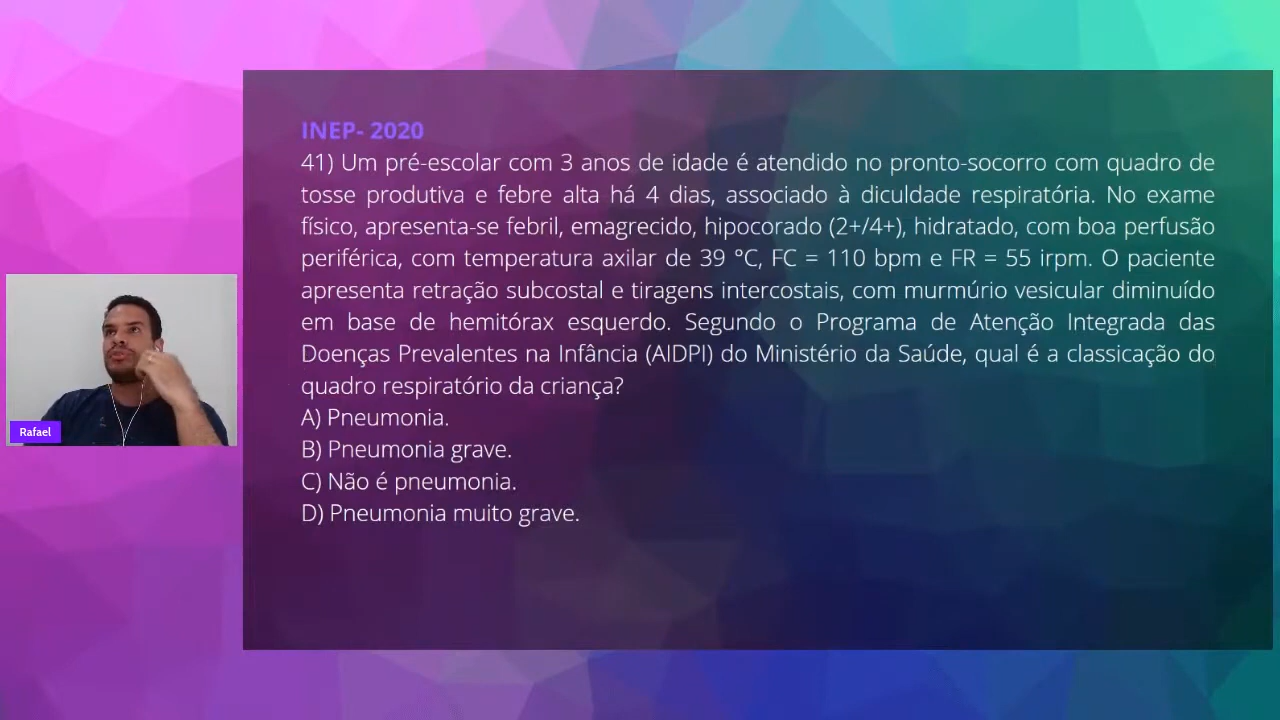 INEP- 2020
41) Um pré-escolar com 3 anos de idade é atendido no pronto-socorro com quadro de
tosse produtiva e febre alta há 4 dias, associado à diculdade respiratória. No exame
físico, apresenta-se febril, emagrecido, hipocorado (2+/4+), hidratado, com boa perfusão
periférica, com temperatura axilar de 39 °C, FC = 110 bpm e FR = 55 irpm. O paciente
apresenta retração subcostal e tiragens intercostais, com murmúrio vesicular diminuído
em base de hemitórax esquerdo. Segundo o Programa de Atenção Integrada das
Doenças Prevalentes na Infância (AIDPI) do Ministério da Saúde, qual é a classicação do
quadro respiratório da criança?
A) Pneumonia.
B) Pneumonia grave.
C) Não é pneumonia.
D) Pneumonia muito grave.
Rafael